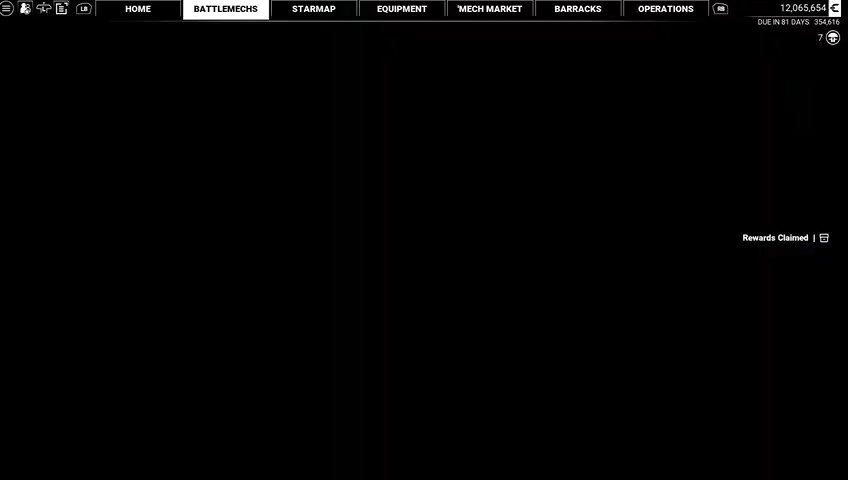 LB HOME BATTLEMECHS STARMAP EQUIPMENT 'MECH MARKET BARRACKS OPERATIONS RB 12,065,654
DUE IN 81 DAYS 354,616
7
Rewards Claimed |